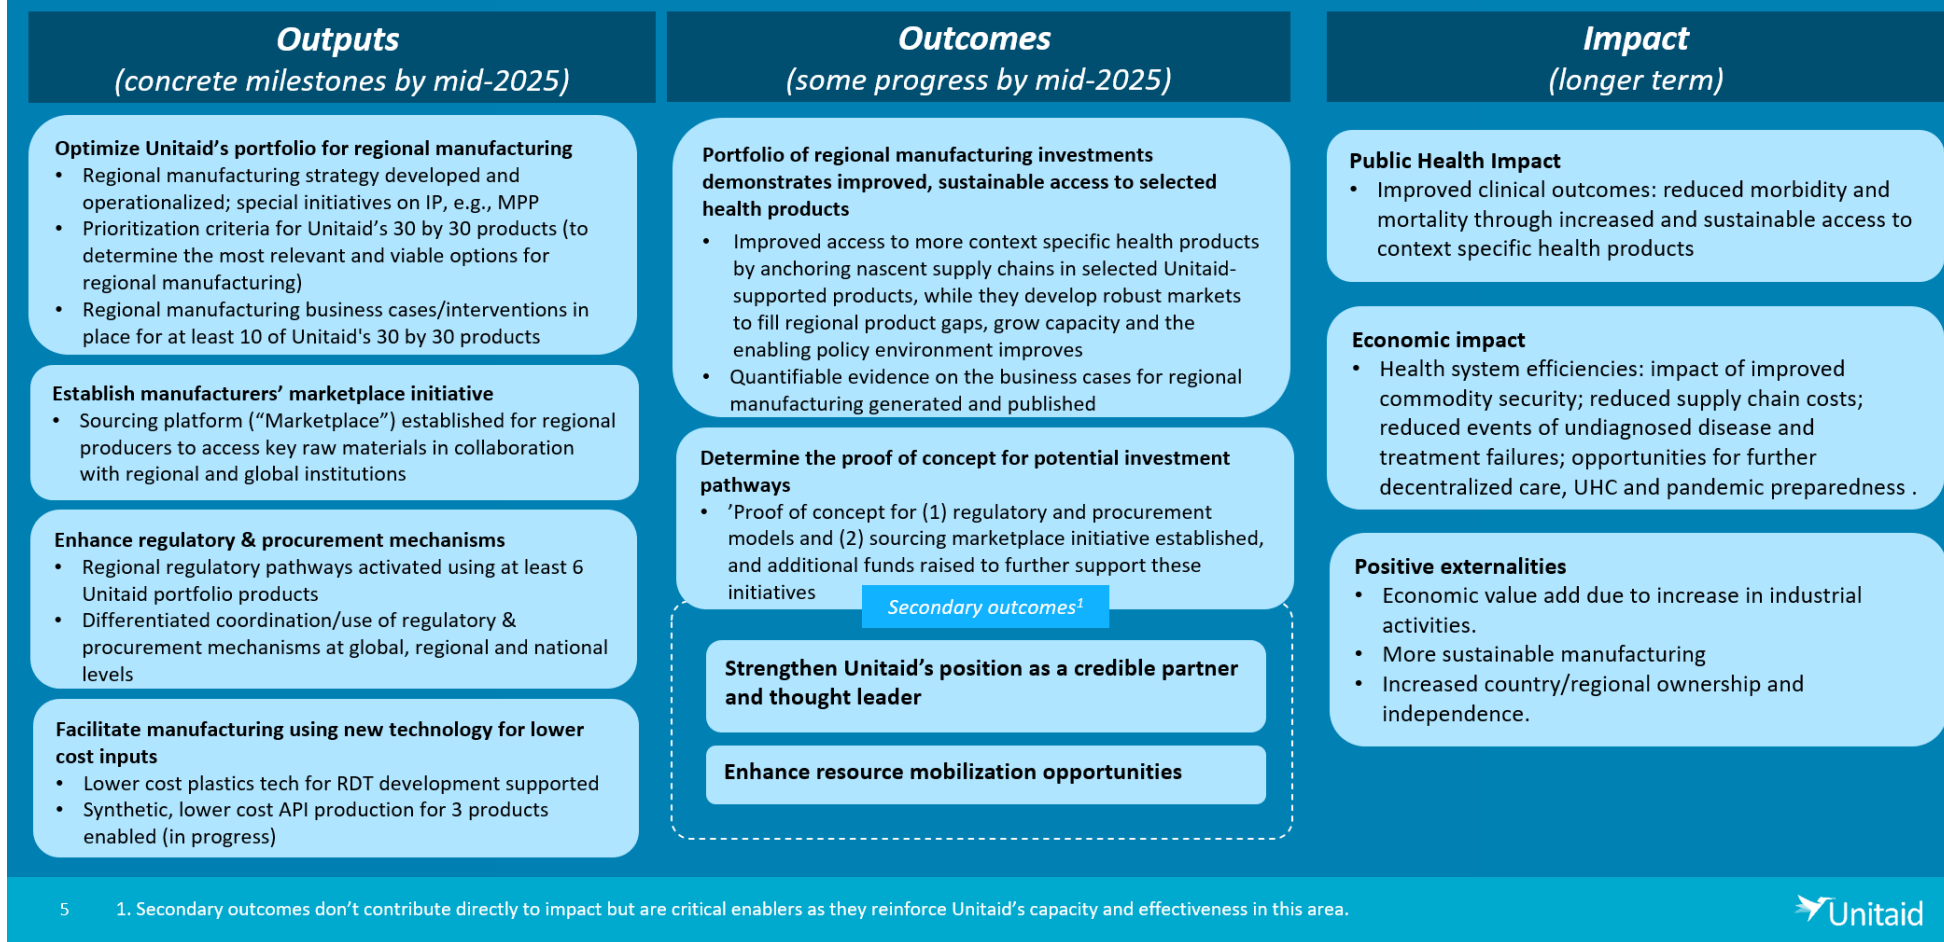 Outputs
(concrete milestones by mid-2025)
Optimize Unitaid’s portfolio for regional manufacturing
• Regional manufacturing strategy developed and
operationalized; special initiatives on IP, e.g., MPP
• Prioritization criteria for Unitaid’s 30 by 30 products (to
determine the most relevant and viable options for
regional manufacturing)
• Regional manufacturing business cases/interventions in
place for at least 10 of Unitaid's 30 by 30 products
Establish manufacturers’ marketplace initiative
• Sourcing platform (“Marketplace”) established for regional
producers to access key raw materials in collaboration
with regional and global institutions
Enhance regulatory & procurement mechanisms
• Regional regulatory pathways activated using at least 6
Unitaid portfolio products
• Differentiated coordination/use of regulatory &
procurement mechanisms at global, regional and national
levels
Facilitate manufacturing using new technology for lower
cost inputs
• Lower cost plastics tech for RDT development supported
• Synthetic, lower cost API production for 3 products
enabled (in progress)
Outcomes
(some progress by mid-2025)
Portfolio of regional manufacturing investments
demonstrates improved, sustainable access to selected
health products
• Improved access to more context specific health products
by anchoring nascent supply chains in selected Unitaid-
supported products, while they develop robust markets
to fill regional product gaps, grow capacity and the
enabling policy environment improves
• Quantifiable evidence on the business cases for regional
manufacturing generated and published
Determine the proof of concept for potential investment
pathways
• ’Proof of concept for (1) regulatory and procurement
models and (2) sourcing marketplace initiative established,
and additional funds raised to further support these
initiatives
Secondary outcomes¹
Strengthen Unitaid’s position as a credible partner
and thought leader
Enhance resource mobilization opportunities
Impact
(longer term)
Public Health Impact
• Improved clinical outcomes: reduced morbidity and
mortality through increased and sustainable access to
context specific health products
Economic impact
• Health system efficiencies: impact of improved
commodity security; reduced supply chain costs;
reduced events of undiagnosed disease and
treatment failures; opportunities for further
decentralized care, UHC and pandemic preparedness .
Positive externalities
• Economic value add due to increase in industrial
activities.
• More sustainable manufacturing
• Increased country/regional ownership and
independence.
5
1. Secondary outcomes don’t contribute directly to impact but are critical enablers as they reinforce Unitaid’s capacity and effectiveness in this area.
Unitaid